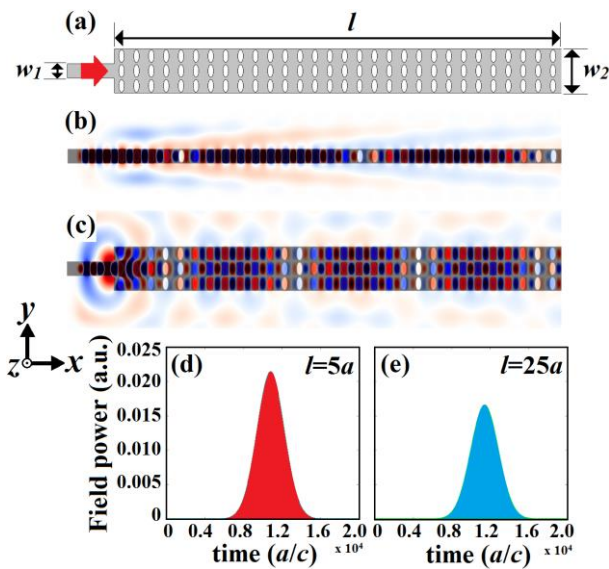 (a)
l
w1
w2
(b)
(c)
y
z
x
Field power (a.u.)
0.025
0.020
0.015
0.010
0.005
0
(d)
l=5a
(e)
l=25a
0 0.4 0.8 1.2 1.6 2.0
x 10⁴
time (a/c)
0 0.4 0.8 1.2 1.6 2.0
x 10⁴
time (a/c)